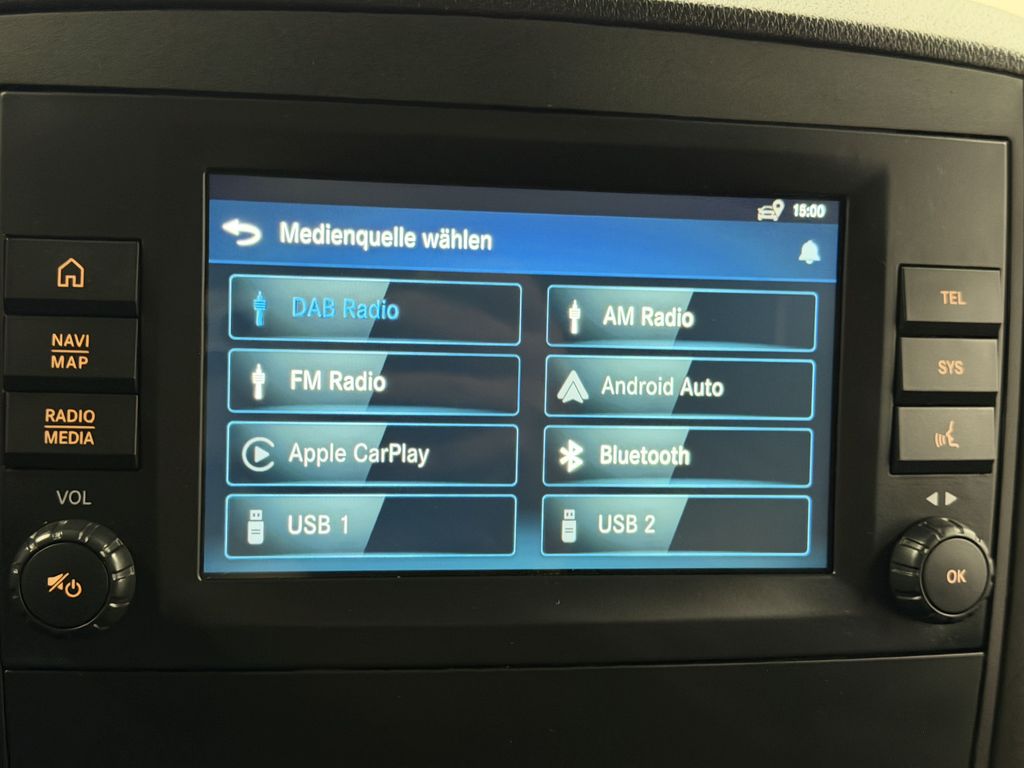 15:00
Medienquelle wählen
DAB Radio
AM Radio
FM Radio
Android Auto
Apple CarPlay
Bluetooth
USB 1
USB 2
NAVI
MAP
RADIO
MEDIA
VOL
TEL
SYS
OK